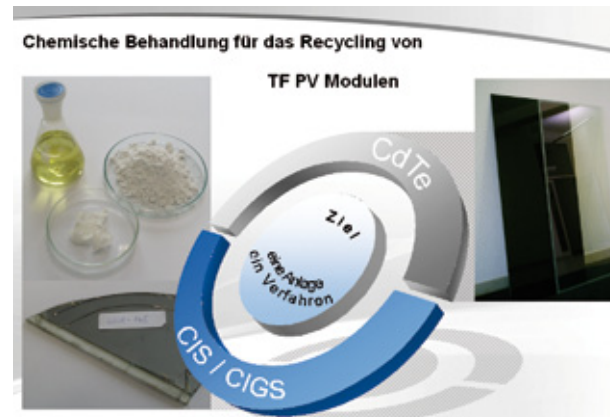 Chemische Behandlung für das Recycling von
TF PV Modulen
CdTe
Ziel
eine Anlage
ein Verfahren
CIS / CIGS